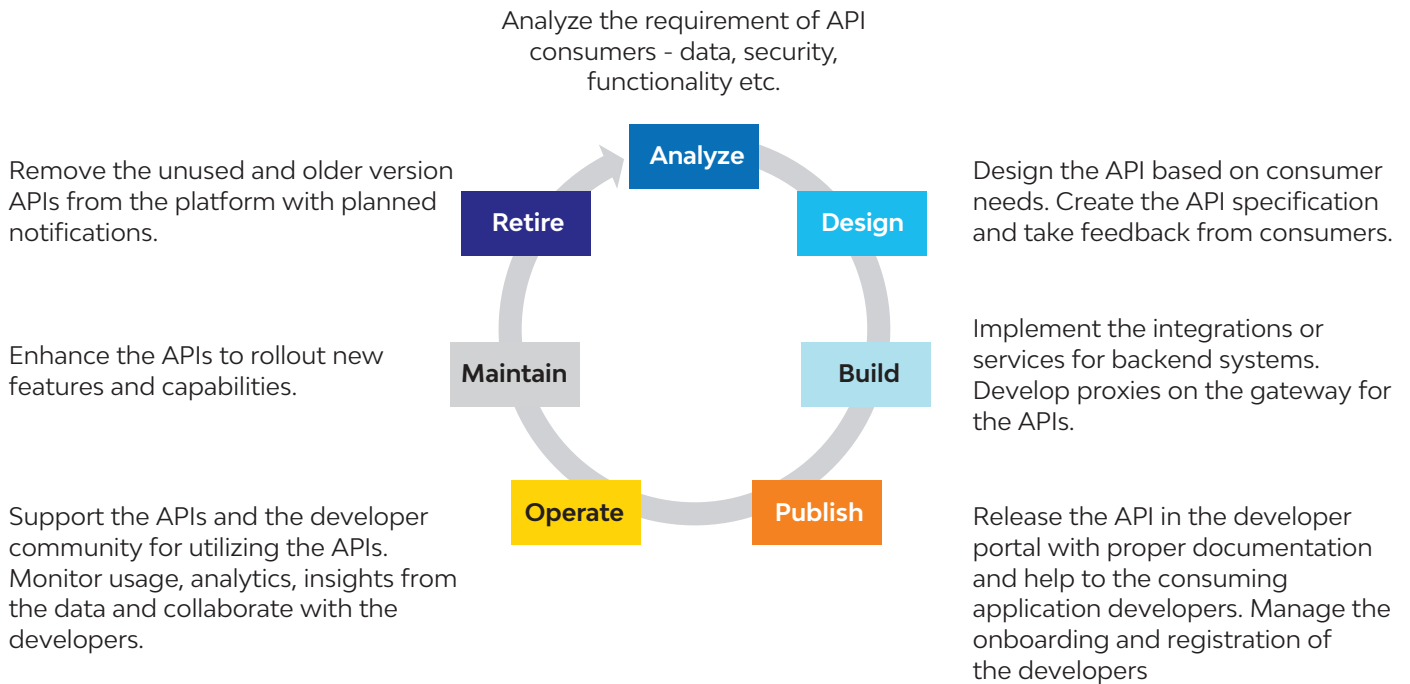 Analyze the requirement of API
consumers - data, security,
functionality etc.
Analyze
Design
Design the API based on consumer
needs. Create the API specification
and take feedback from consumers.
Build
Implement the integrations or
services for backend systems.
Develop proxies on the gateway for
the APIs.
Publish
Release the API in the developer
portal with proper documentation
and help to the consuming
application developers. Manage the
onboarding and registration of
the developers
Operate
Support the APIs and the developer
community for utilizing the APIs.
Monitor usage, analytics, insights from
the data and collaborate with the
developers.
Maintain
Enhance the APIs to rollout new
features and capabilities.
Retire
Remove the unused and older version
APIs from the platform with planned
notifications.